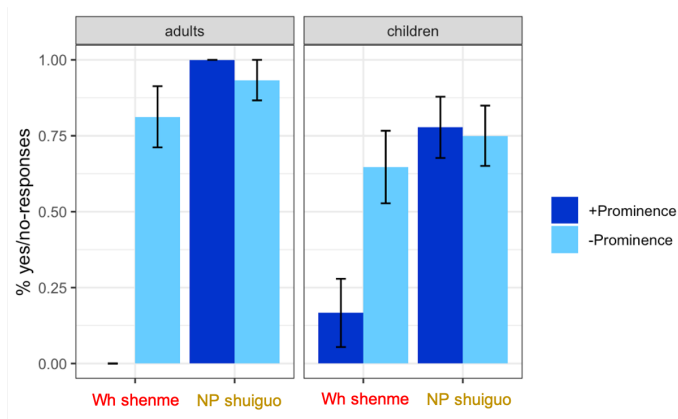 adults children
% yes/no-responses
1.00
0.75
0.50
0.25
0.00
Wh shenme NP shuiguo Wh shenme NP shuiguo
+Prominence
-Prominence